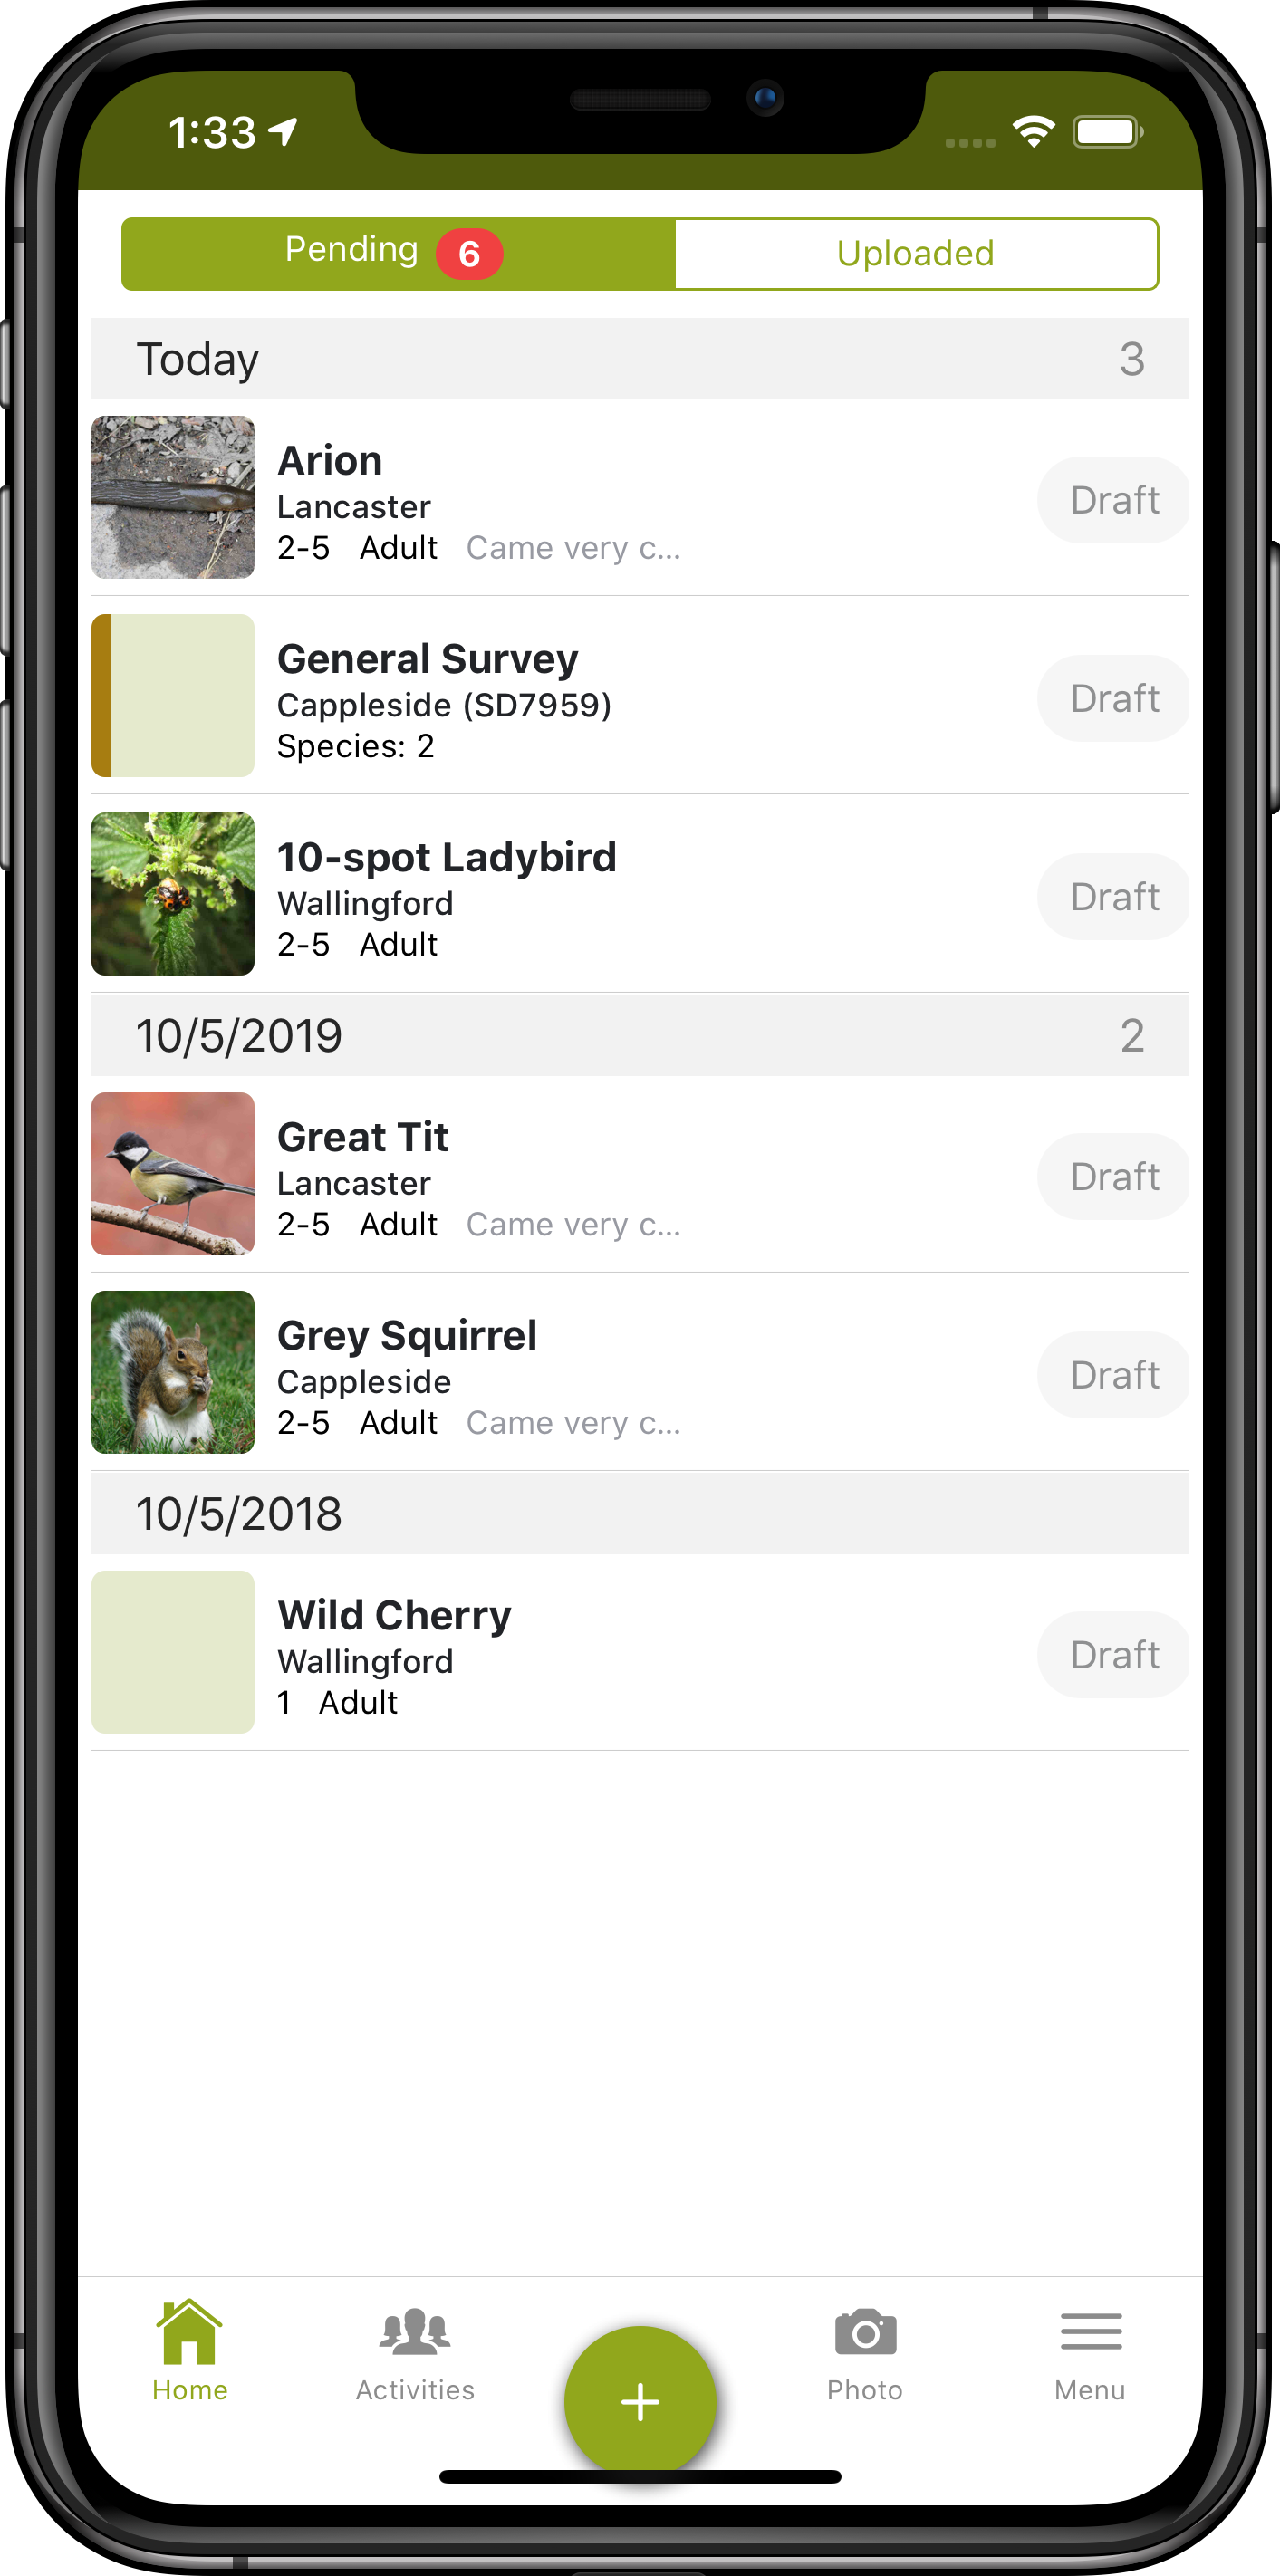 1:33
Pending 6
Uploaded
Today 3
Arion
Lancaster
2-5 Adult Came very c...
Draft
General Survey
Cappleside (SD7959)
Species: 2
Draft
10-spot Ladybird
Wallingford
2-5 Adult
Draft
10/5/2019 2
Great Tit
Lancaster
2-5 Adult Came very c...
Draft
Grey Squirrel
Cappleside
2-5 Adult Came very c...
Draft
10/5/2018
Wild Cherry
Wallingford
1 Adult
Draft
Home
Activities
+
Photo
Menu